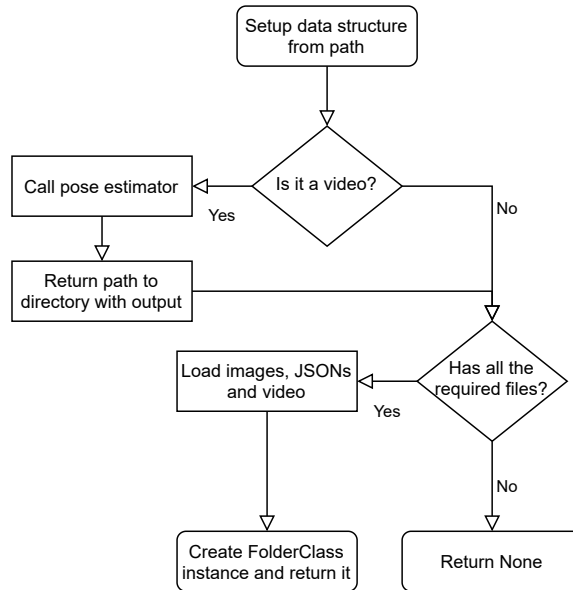 Setup data structure
from path
Is it a video?
Call pose estimator
Yes
No
Return path to
directory with output
Has all the
required files?
Load images, JSONs
and video
Yes
No
Create FolderClass
instance and return it
Return None